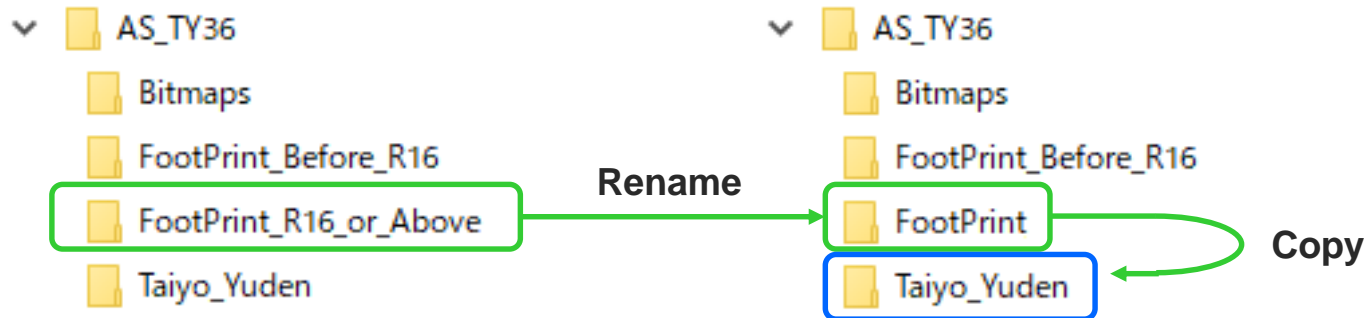 AS_TY36
Bitmaps
FootPrint_Before_R16
FootPrint_R16_or_Above
Taiyo_Yuden
Rename
AS_TY36
Bitmaps
FootPrint_Before_R16
FootPrint
Taiyo_Yuden
Copy